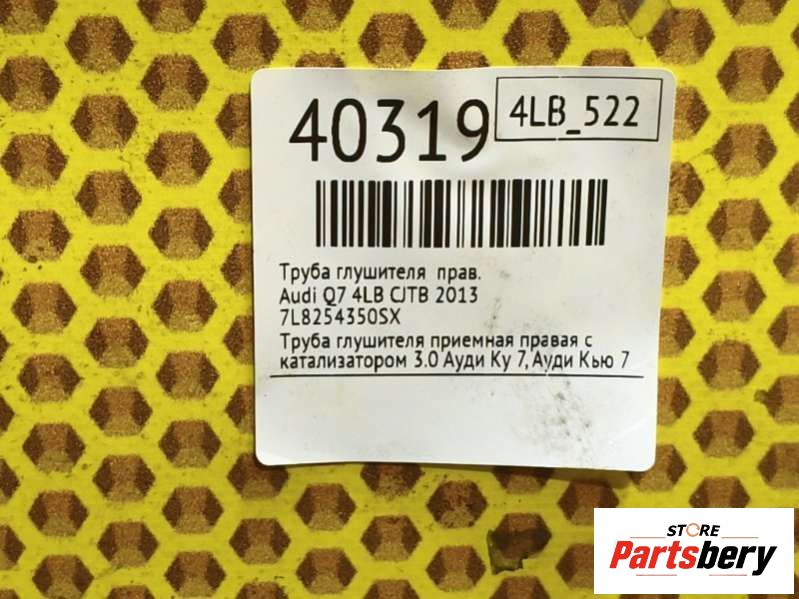 40319
4LB_522
Труба глушителя прав.
Audi Q7 4LB CJTB 2013
7L8254350SX
Труба глушителя приемная правая с
катализатором 3.0 Ауди Ку 7, Ауди Кью 7
STORE
Partsbery